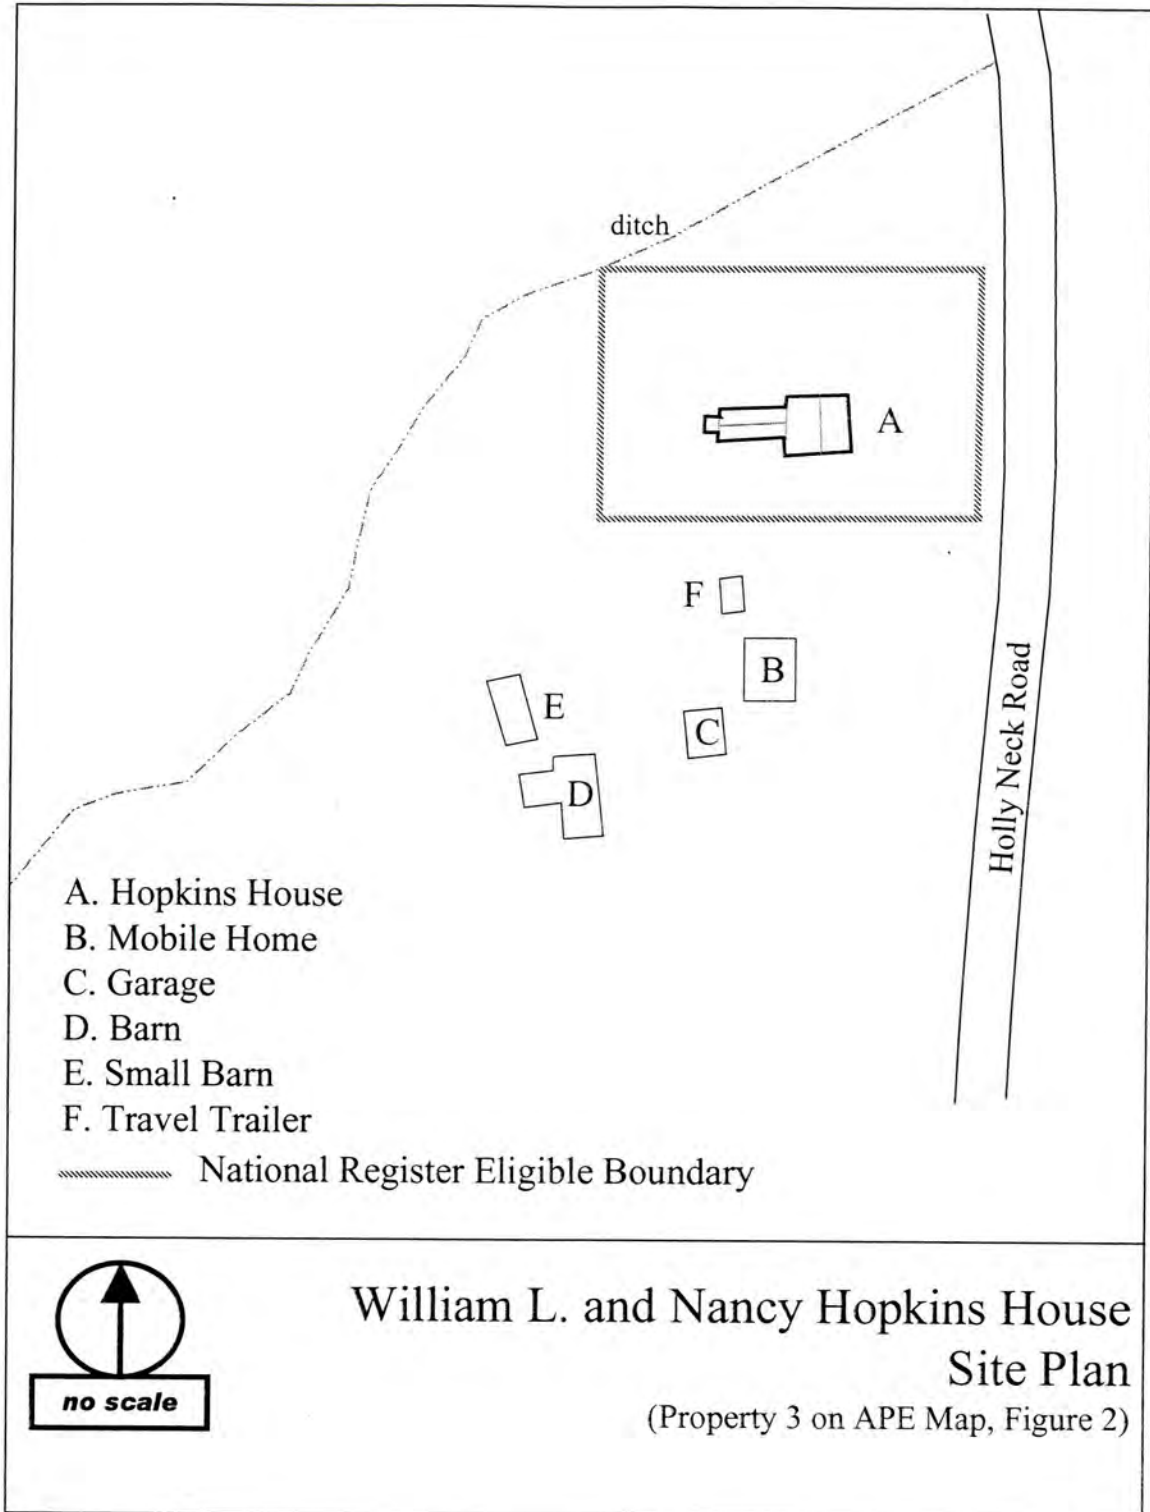 ditch
A
F
B
E
C
D
Holly Neck Road
A. Hopkins House
B. Mobile Home
C. Garage
D. Barn
E. Small Barn
F. Travel Trailer
National Register Eligible Boundary
no scale
William L. and Nancy Hopkins House
Site Plan
(Property 3 on APE Map, Figure 2)